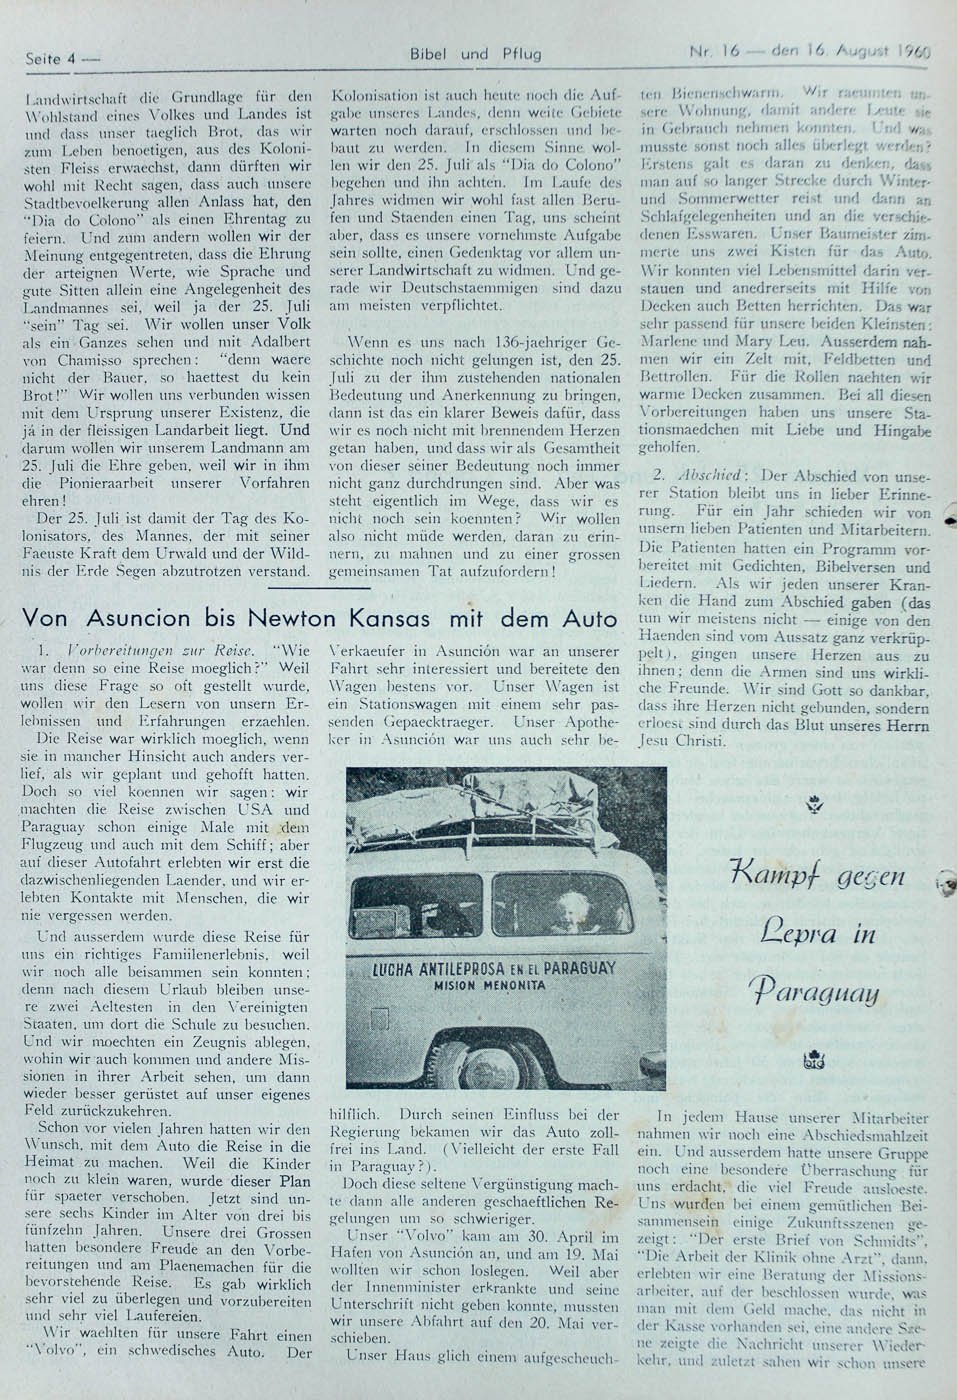 Seite 4 —
Bibel und Pflug
Nr. 16 — den 16. August 1960
Landwirtschaft die Grundlage für den
Wohlstand eines Volkes und Landes ist
und dass unser taeglich Brot, das wir
zum Leben benoetigen, aus des Koloni-
sten Fleiss erwaechst, dann dürften wir
wohl mit Recht sagen, dass auch unsere
Stadtbevoelkerung allen Anlass hat, den
“Dia do Colono” als einen Ehrentag zu
feiern. Und zum andern wollen wir der
Meinung entgegentreten, dass die Ehrung
der arteignen Werte, wie Sprache und
gute Sitten allein eine Angelegenheit des
Landmannes sei, weil ja der 25. Juli
“sein” Tag sei. Wir wollen unser Volk
als ein Ganzes sehen und mit Adalbert
von Chamisso sprechen: “denn waere
nicht der Bauer, so haettest du kein
Brot!” Wir wollen uns verbunden wissen
mit dem Ursprung unserer Existenz, die
já in der fleissigen Landarbeit liegt. Und
darum wollen wir unserem Landmann am
25. Juli die Ehre geben, weil wir in ihm
die Pionieraarbeit unserer Vorfahren
ehren!
Der 25. Juli ist damit der Tag des Ko-
lonisators, des Mannes, der mit seiner
Faeuste Kraft dem Urwald und der Wild-
nis der Erde Segen abzutrotzen verstand.
Kolonisation ist auch heute noch die Auf-
gabe unseres Landes, denn weite Gebiete
warten noch darauf, erschlossen und be-
baut zu werden. In diesem Sinne wol-
len wir den 25. Juli als “Dia do Colono”
begehen und ihn achten. Im Laufe des
Jahres widmen wir wohl fast allen Beru-
fen und Staenden einen Tag, uns scheint
aber, dass es unsere vornehmste Aufgabe
sein sollte, einen Gedenktag vor allem un-
serer Landwirtschaft zu widmen. Und ge-
rade wir Deutschstaemmigen sind dazu
am meisten verpflichtet.
Wenn es uns nach 136-jaehriger Ge-
schichte noch nicht gelungen ist, den 25.
Juli zu der ihm zustehenden nationalen
Bedeutung und Anerkennung zu bringen,
dann ist das ein klarer Beweis dafür, dass
wir es noch nicht mit brennendem Herzen
getan haben, und dass wir als Gesamtheit
von dieser seiner Bedeutung noch immer
nicht ganz durchdrungen sind. Aber was
steht eigentlich im Wege, dass wir es
nicht noch sein koennten? Wir wollen
also nicht müde werden, daran zu erin-
nern, zu mahnen und zu einer grossen
gemeinsamen Tat aufzufordern!
Von Asuncion bis Newton Kansas mit dem Auto
1. Vorbereitungen zur Reise. “Wie
war denn so eine Reise moeglich?” Weil
uns diese Frage so oft gestellt wurde,
wollen wir den Lesern von unsern Er-
lebnissen und Erfahrungen erzaehlen.
Die Reise war wirklich moeglich, wenn
sie in mancher Hinsicht auch anders ver-
lief, als wir geplant und gehofft hatten.
Doch so viel koennen wir sagen: wir
machten die Reise zwischen USA und
Paraguay schon einige Male mit dem
Flugzeug und auch mit dem Schiff; aber
auf dieser Autofahrt erlebten wir erst die
dazwischenliegenden Laender, und wir er-
lebten Kontakte mit Menschen, die wir
nie vergessen werden.
Und ausserdem wurde diese Reise für
uns ein richtiges Famiilenerlebnis, weil
wir noch alle beisammen sein konnten;
denn nach diesem Urlaub bleiben unse-
re zwei Aeltesten in den Vereinigten
Staaten, um dort die Schule zu besuchen.
Und wir moechten ein Zeugnis ablegen,
wohin wir auch kommen und andere Mis-
sionen in ihrer Arbeit sehen, um dann
wieder besser gerüstet auf unser eigenes
Feld zurückzukehren.
Schon vor vielen Jahren hatten wir den
Wunsch, mit dem Auto die Reise in die
Heimat zu machen. Weil die Kinder
noch zu klein waren, wurde dieser Plan
für spaeter verschoben. Jetzt sind un-
sere sechs Kinder im Alter von drei bis
fünfzehn Jahren. Unsere drei Grossen
hatten besondere Freude an den Vorbe-
reitungen und am Plaenemachen für die
bevorstehende Reise. Es gab wirklich
sehr viel zu überlegen und vorzubereiten
und sehr viel Laufereien.
Wir waehlten für unsere Fahrt einen
“Volvo”, ein schwedisches Auto. Der
Verkaeufer in Asunción war an unserer
Fahrt sehr interessiert und bereitete den
Wagen bestens vor. Unser Wagen ist
ein Stationswagen mit einem sehr pas-
senden Gepaecktraeger. Unser Apothe-
ker in Asunción war uns auch sehr be-
LUCHA ANTILEPROSA EN EL PARAGUAY
MISION MENONITA
hilflich. Durch seinen Einfluss bei der
Regierung bekamen wir das Auto zoll-
frei ins Land. (Vielleicht der erste Fall
in Paraguay?).
Doch diese seltene Vergünstigung mach-
te dann alle anderen geschaeftlichen Re-
gelungen um so schwieriger.
Unser “Volvo” kam am 30. April im
Hafen von Asunción an, und am 19. Mai
wollten wir schon loslegen. Weil aber
der Innenminister erkrankte und seine
Unterschrift nicht geben konnte, mussten
wir unsere Abfahrt auf den 20. Mai ver-
schieben.
Unser Haus glich einem aufgescheuch-
ten Bienenschwarm. Wir raeumten un-
sere Wohnung, damit andere Leute sie
in Gebrauch nehmen konnten. Und was
musste sonst noch alles überlegt werden?
Erstens galt es daran zu denken, dass
man auf so langer Strecke durch Winter-
und Sommerwetter reist und dann an
Schlafgelegenheiten und an die verschie-
denen Esswaren. Unser Baumeister zim-
merte uns zwei Kisten für das Auto.
Wir konnten viel Lebensmittel darin ver-
stauen und anedrerseits mit Hilfe von
Decken auch Betten herrichten. Das war
sehr passend für unsere beiden Kleinsten:
Marlene und Mary Leu. Ausserdem nah-
men wir ein Zelt mit, Feldbetten und
Bettrollen. Für die Rollen naehten wir
warme Decken zusammen. Bei all diesen
Vorbereitungen haben uns unsere Sta-
tionsmaedchen mit Liebe und Hingabe
geholfen.
2. Abschied: Der Abschied von unse-
rer Station bleibt uns in lieber Erinne-
rung. Für ein Jahr schieden wir von
unsern lieben Patienten und Mitarbeitern.
Die Patienten hatten ein Programm vor-
bereitet mit Gedichten, Bibelversen und
Liedern. Als wir jeden unserer Kran-
ken die Hand zum Abschied gaben (das
tun wir meistens nicht — einige von den
Haenden sind vom Aussatz ganz verkrüp-
pelt), gingen unsere Herzen aus zu
ihnen; denn die Armen sind uns wirkli-
che Freunde. Wir sind Gott so dankbar,
dass ihre Herzen nicht gebunden, sondern
erloest sind durch das Blut unseres Herrn
Jesu Christi.
Kampf gegen
Lepra in
Paraguay
In jedem Hause unserer Mitarbeiter
nahmen wir noch eine Abschiedsmahlzeit
ein. Und ausserdem hatte unsere Gruppe
noch eine besondere Überraschung für
uns erdacht, die viel Freude ausloeste.
Uns wurden bei einem gemütlichen Bei-
sammensein einige Zukunftsszenen ge-
zeigt: “Der erste Brief von Schmidts”,
“Die Arbeit der Klinik ohne Arzt”, dann
erlebten wir eine Beratung der Missions-
arbeiter, auf der beschlossen wurde, was
man mit dem Geld mache, das nicht in
der Kasse vorhanden sei, eine andere Sze-
ne zeigte die Nachricht unserer Wieder-
kehr, und zuletzt sahen wir schon unsere